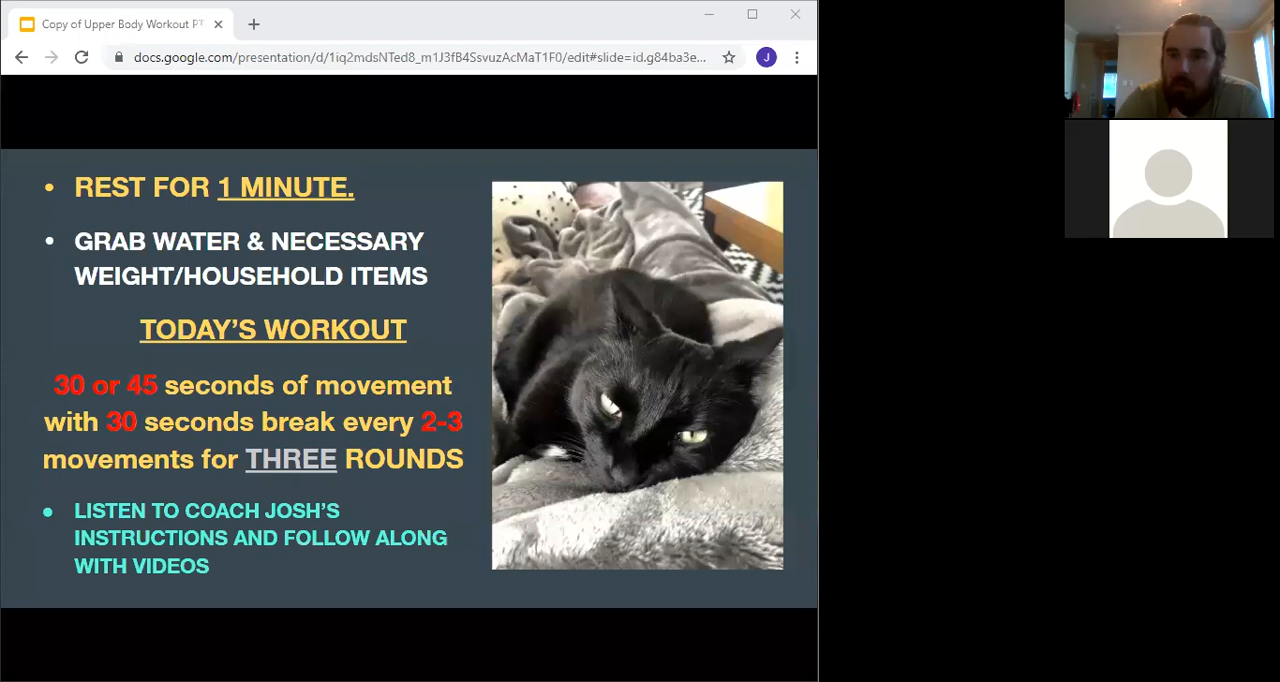 Copy of Upper Body Workout PT
docs.google.com/presentation/d/1iq2mdsNTed8_m1J3fB4SsvuzAcMaT1F0/edit#slide=id.g84ba3e...
J
• REST FOR 1 MINUTE.
• GRAB WATER & NECESSARY
WEIGHT/HOUSEHOLD ITEMS
TODAY'S WORKOUT
30 or 45 seconds of movement
with 30 seconds break every 2-3
movements for THREE ROUNDS
• LISTEN TO COACH JOSH'S
INSTRUCTIONS AND FOLLOW ALONG
WITH VIDEOS